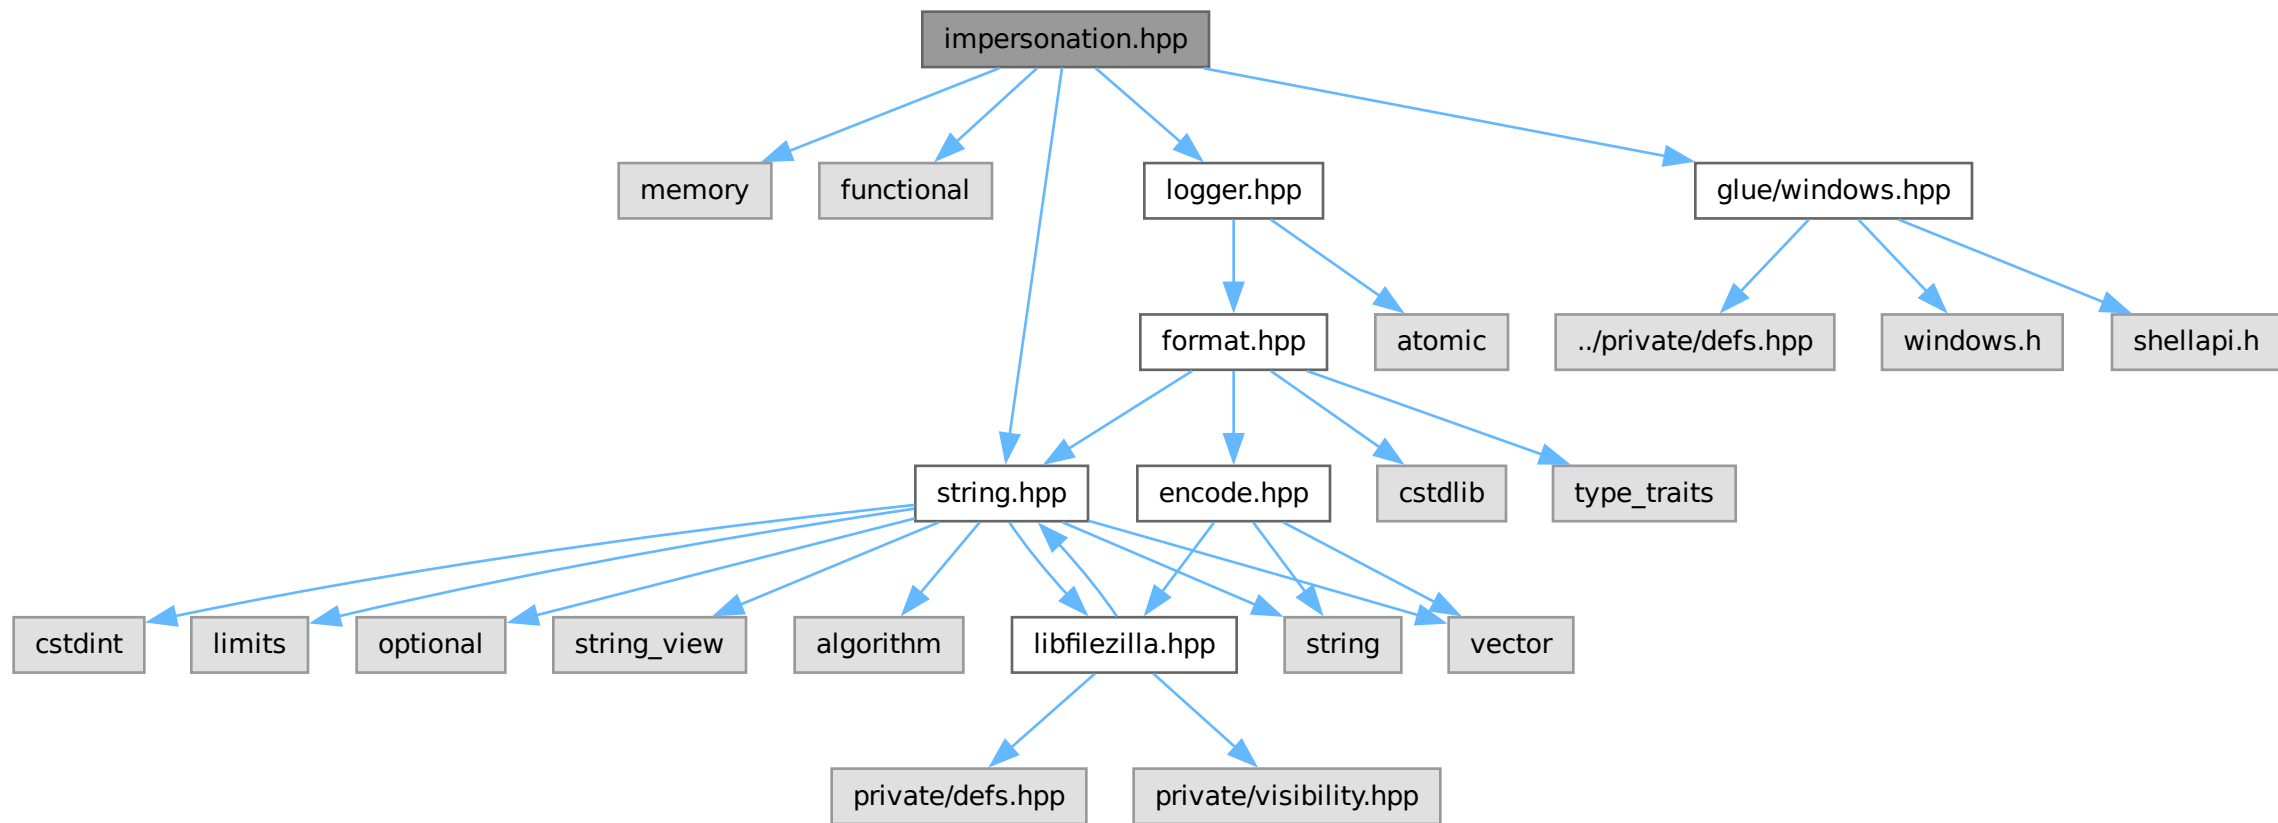 impersonation.hpp
memory
functional
logger.hpp
glue/windows.hpp
format.hpp
atomic
../private/defs.hpp
windows.h
shellapi.h
string.hpp
encode.hpp
cstdlib
type_traits
cstdint
limits
optional
string_view
algorithm
libfilezilla.hpp
string
vector
private/defs.hpp
private/visibility.hpp